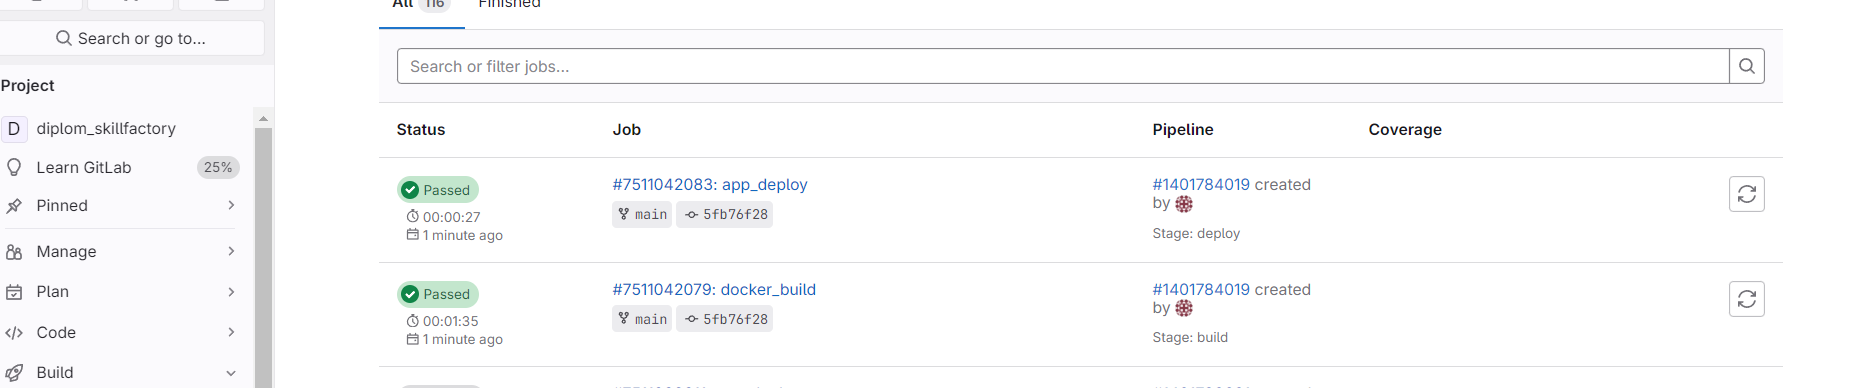 All 116 Finished
Search or go to...
Search or filter jobs...
Project
D diplom_skillfactory
Learn GitLab 25%
Pinned
Manage
Plan
Code
Build
Status Job Pipeline Coverage
Passed #7511042083: app_deploy #1401784019 created
00:00:27 main 5fb76f28 by
1 minute ago Stage: deploy
Passed #7511042079: docker_build #1401784019 created
00:01:35 main 5fb76f28 by
1 minute ago Stage: build